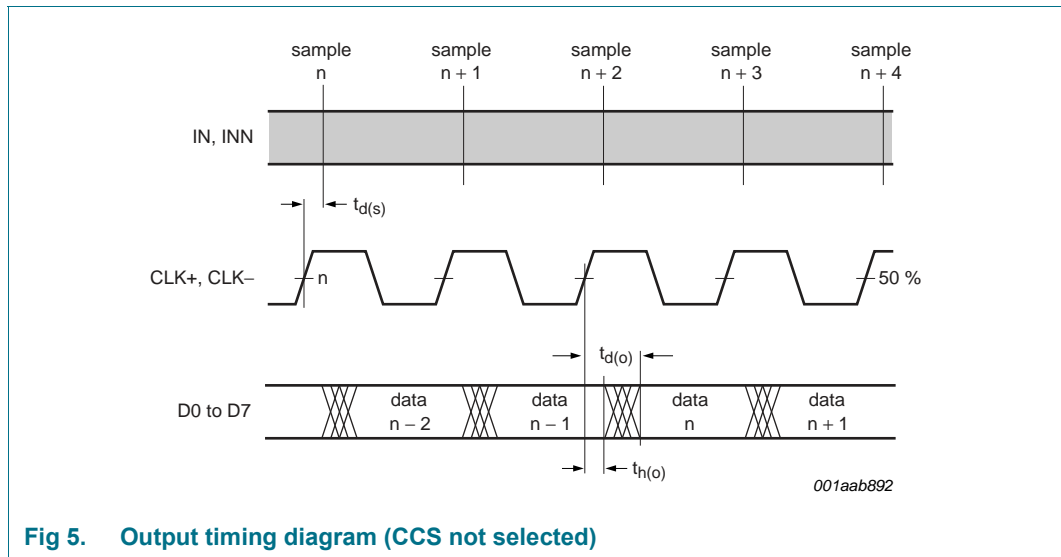 sample sample sample sample sample
n n + 1 n + 2 n + 3 n + 4
IN, INN
td(s)
CLK+, CLK− n 50 %
td(o)
D0 to D7 data data data data
n − 2 n − 1 n n + 1
th(o)
001aab892
Fig 5. Output timing diagram (CCS not selected)